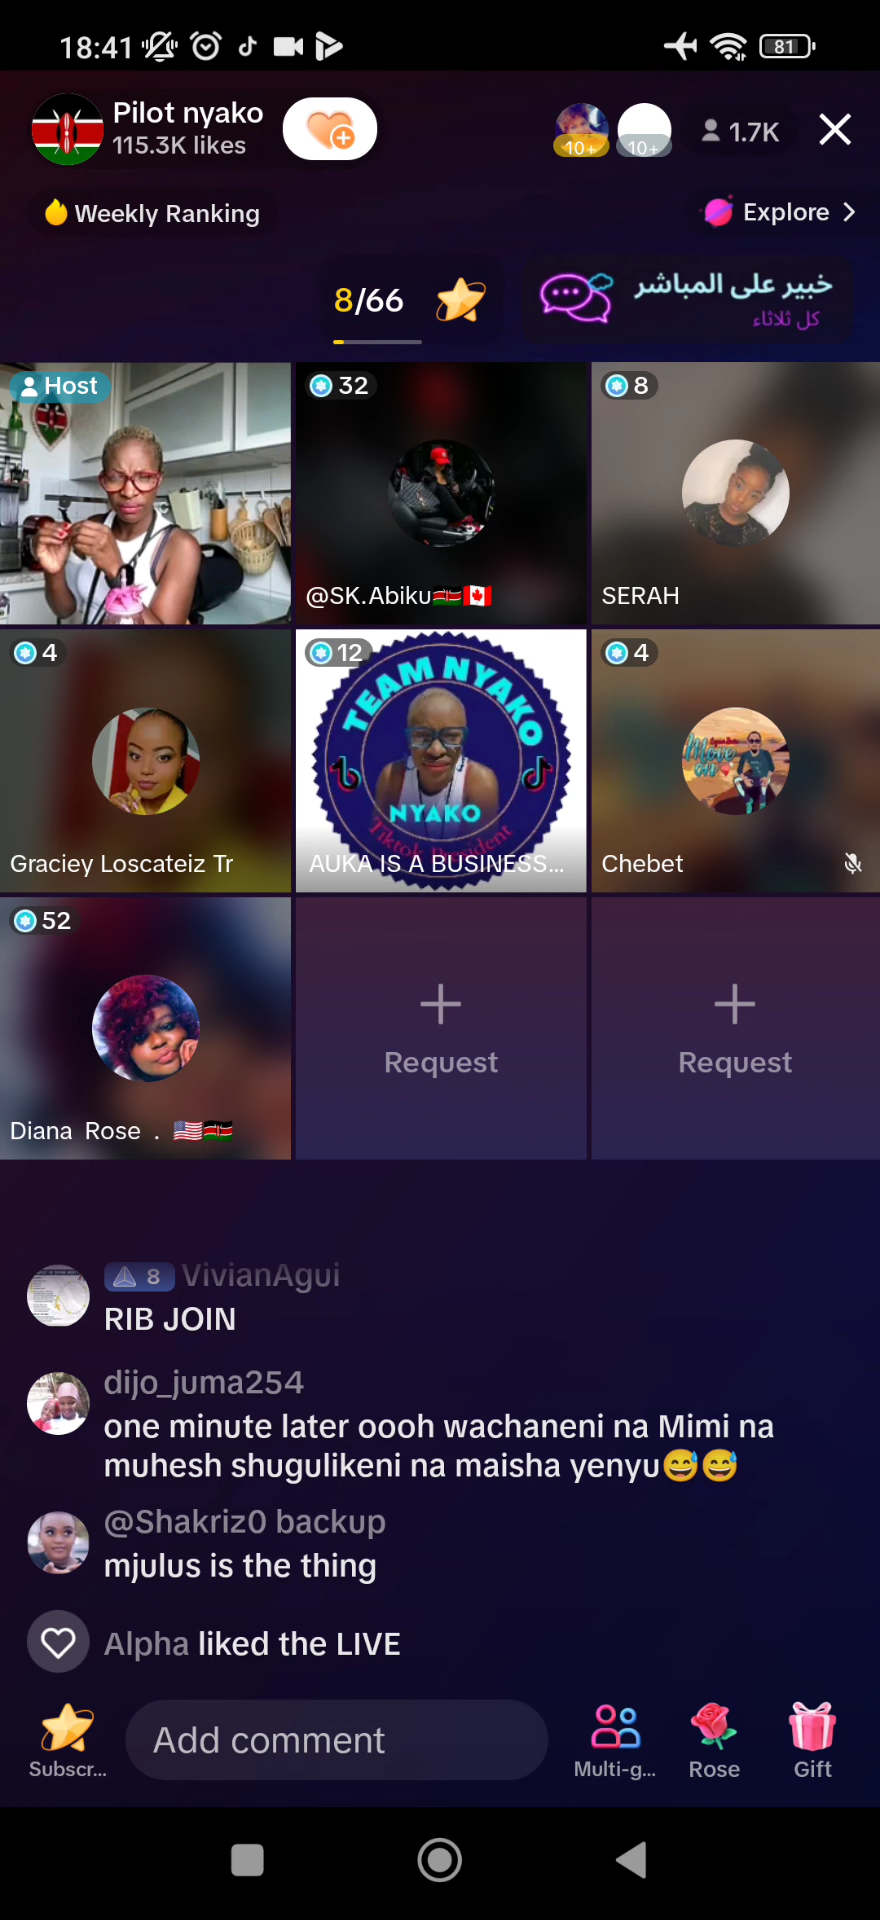 18:41
81
Pilot nyako
115.3K likes
10+
10+
1.7K
Weekly Ranking
Explore
8/66
خبير على المباشر
كل ثلاثاء
Host
32
8
@SK.Abiku🇰🇪🇨🇦
SERAH
4
12
4
TEAM NYAKO
NYAKO
Tiktok President
Move on
Graciey Loscateiz Tr
AUKA IS A BUSINESS...
Chebet
52
Diana Rose . 🇺🇸🇰🇪
Request
Request
8 VivianAgui
RIB JOIN
dijo_juma254
one minute later oooh wachaneni na Mimi na
muhesh shugulikeni na maisha yenyu😅😅
@Shakriz0 backup
mjulus is the thing
Alpha liked the LIVE
Add comment
Subscr...
Multi-g...
Rose
Gift